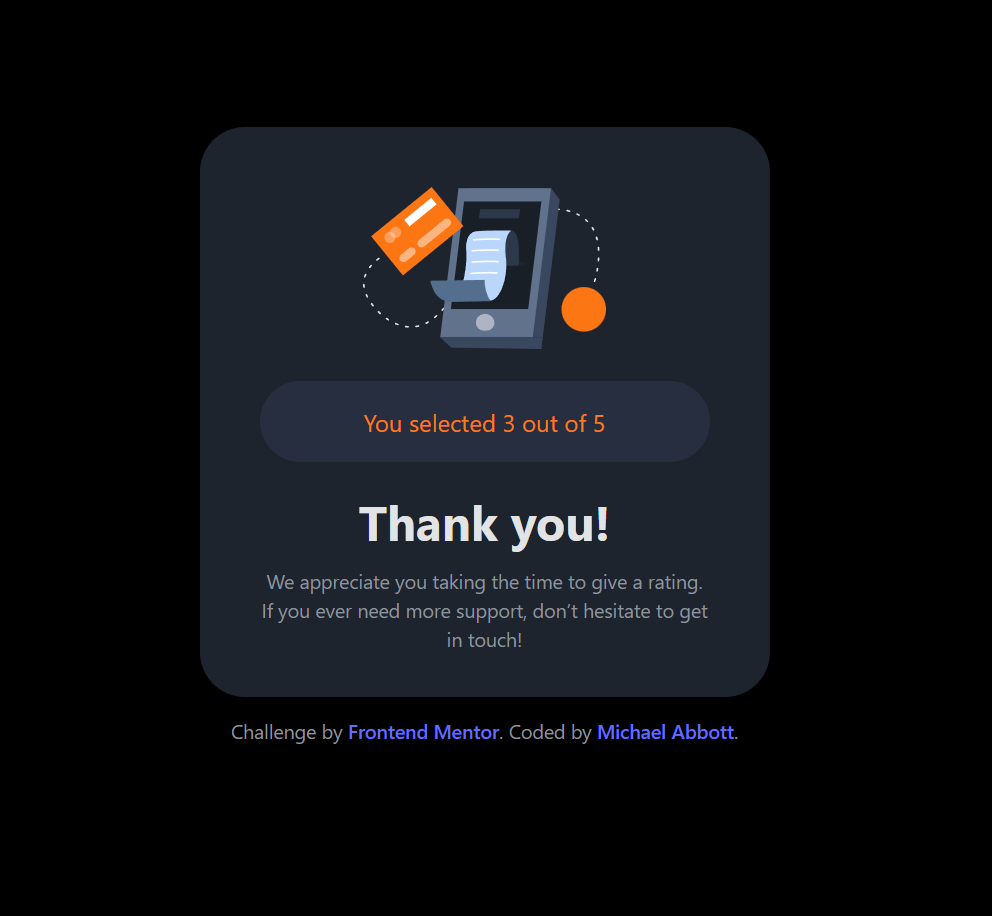 You selected 3 out of 5
Thank you!
We appreciate you taking the time to give a rating.
If you ever need more support, don’t hesitate to get
in touch!
Challenge by Frontend Mentor. Coded by Michael Abbott.